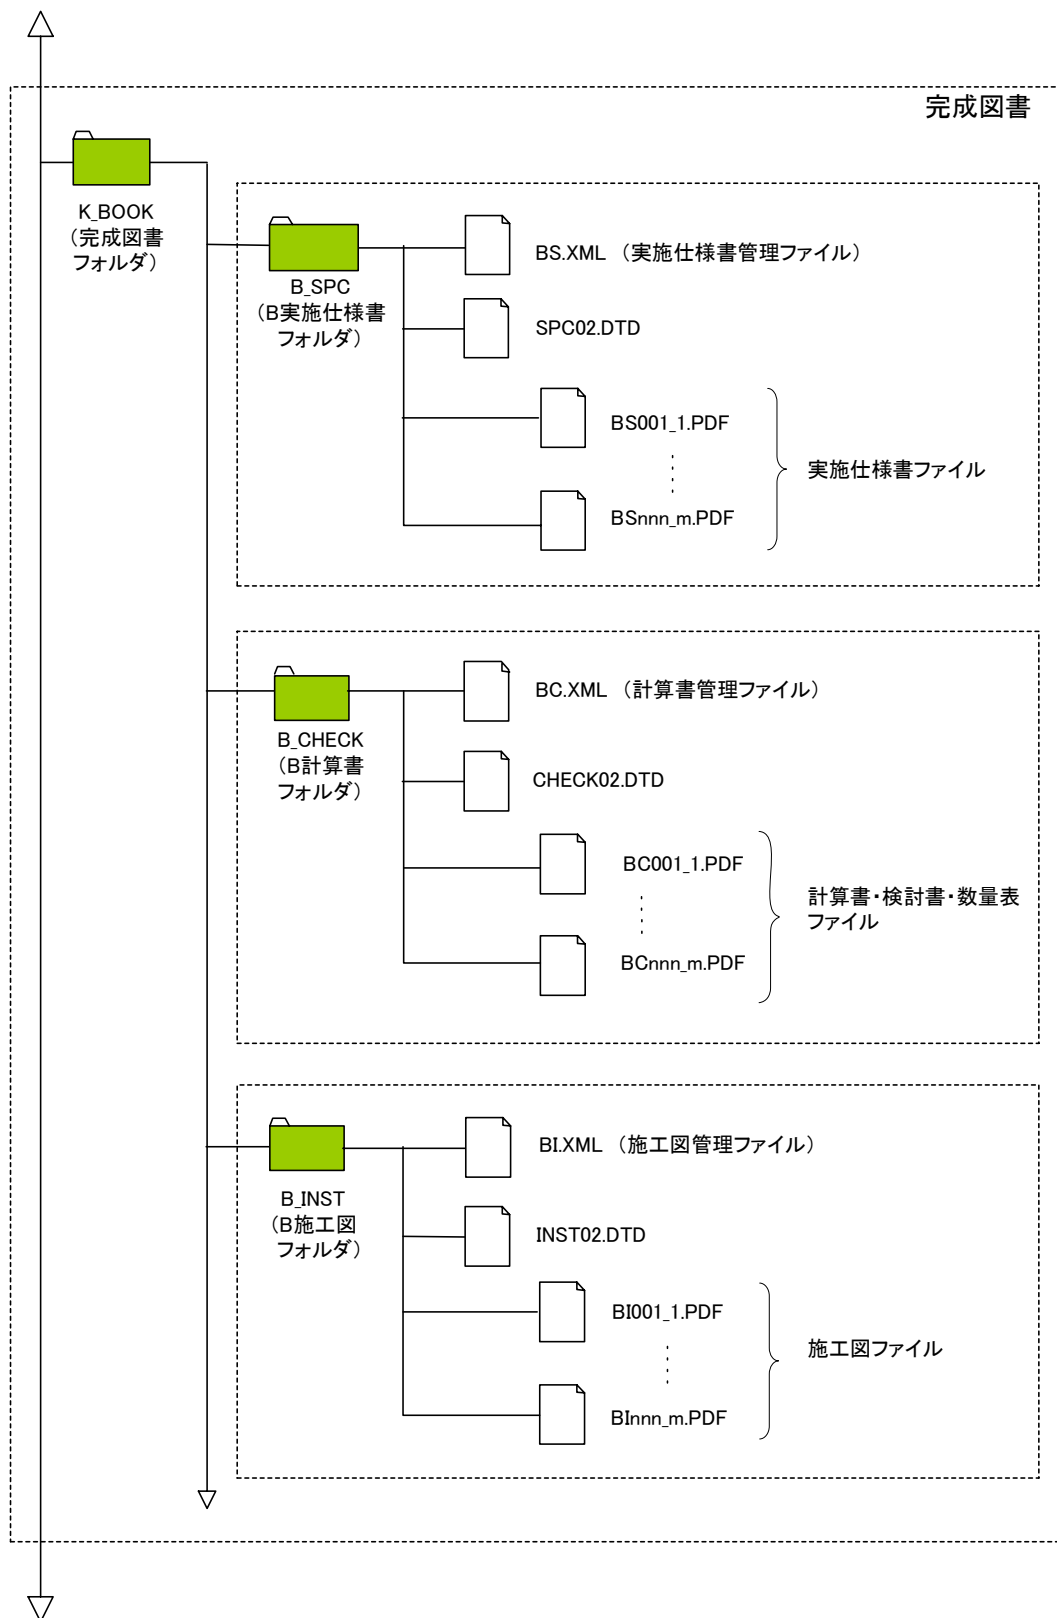 完成図書
K_BOOK
(完成図書
フォルダ)
B_SPC
(B実施仕様書
フォルダ)
BS.XML (実施仕様書管理ファイル)
SPC02.DTD
BS001_1.PDF
BSnnn_m.PDF
実施仕様書ファイル
B_CHECK
(B計算書
フォルダ)
BC.XML (計算書管理ファイル)
CHECK02.DTD
BC001_1.PDF
BCnnn_m.PDF
計算書・検討書・数量表
ファイル
B_INST
(B施工図
フォルダ)
BI.XML (施工図管理ファイル)
INST02.DTD
BI001_1.PDF
BInnn_m.PDF
施工図ファイル